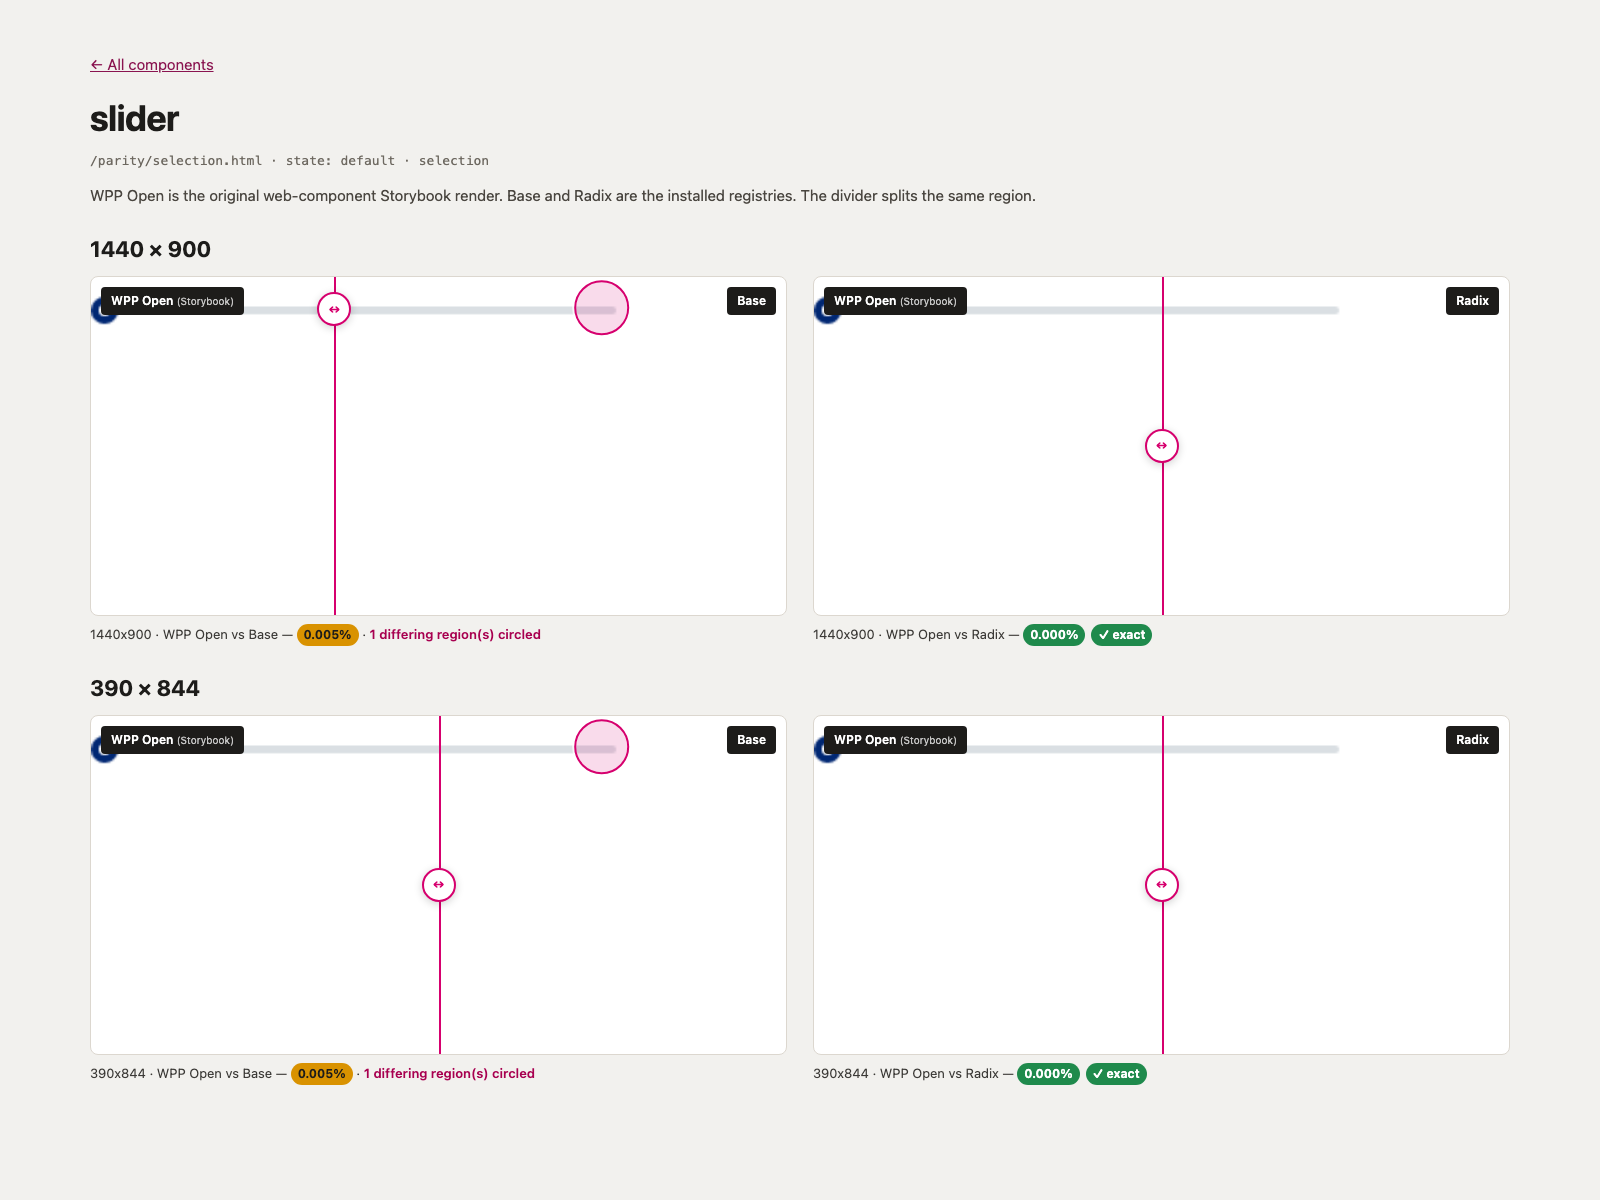 ← All components
slider
/parity/selection.html · state: default · selection
WPP Open is the original web-component Storybook render. Base and Radix are the installed registries. The divider splits the same region.
1440 × 900
WPP Open (Storybook)
Base
WPP Open (Storybook)
Radix
1440x900 · WPP Open vs Base — 0.005% · 1 differing region(s) circled
1440x900 · WPP Open vs Radix — 0.000% ✓ exact
390 × 844
WPP Open (Storybook)
Base
WPP Open (Storybook)
Radix
390x844 · WPP Open vs Base — 0.005% · 1 differing region(s) circled
390x844 · WPP Open vs Radix — 0.000% ✓ exact